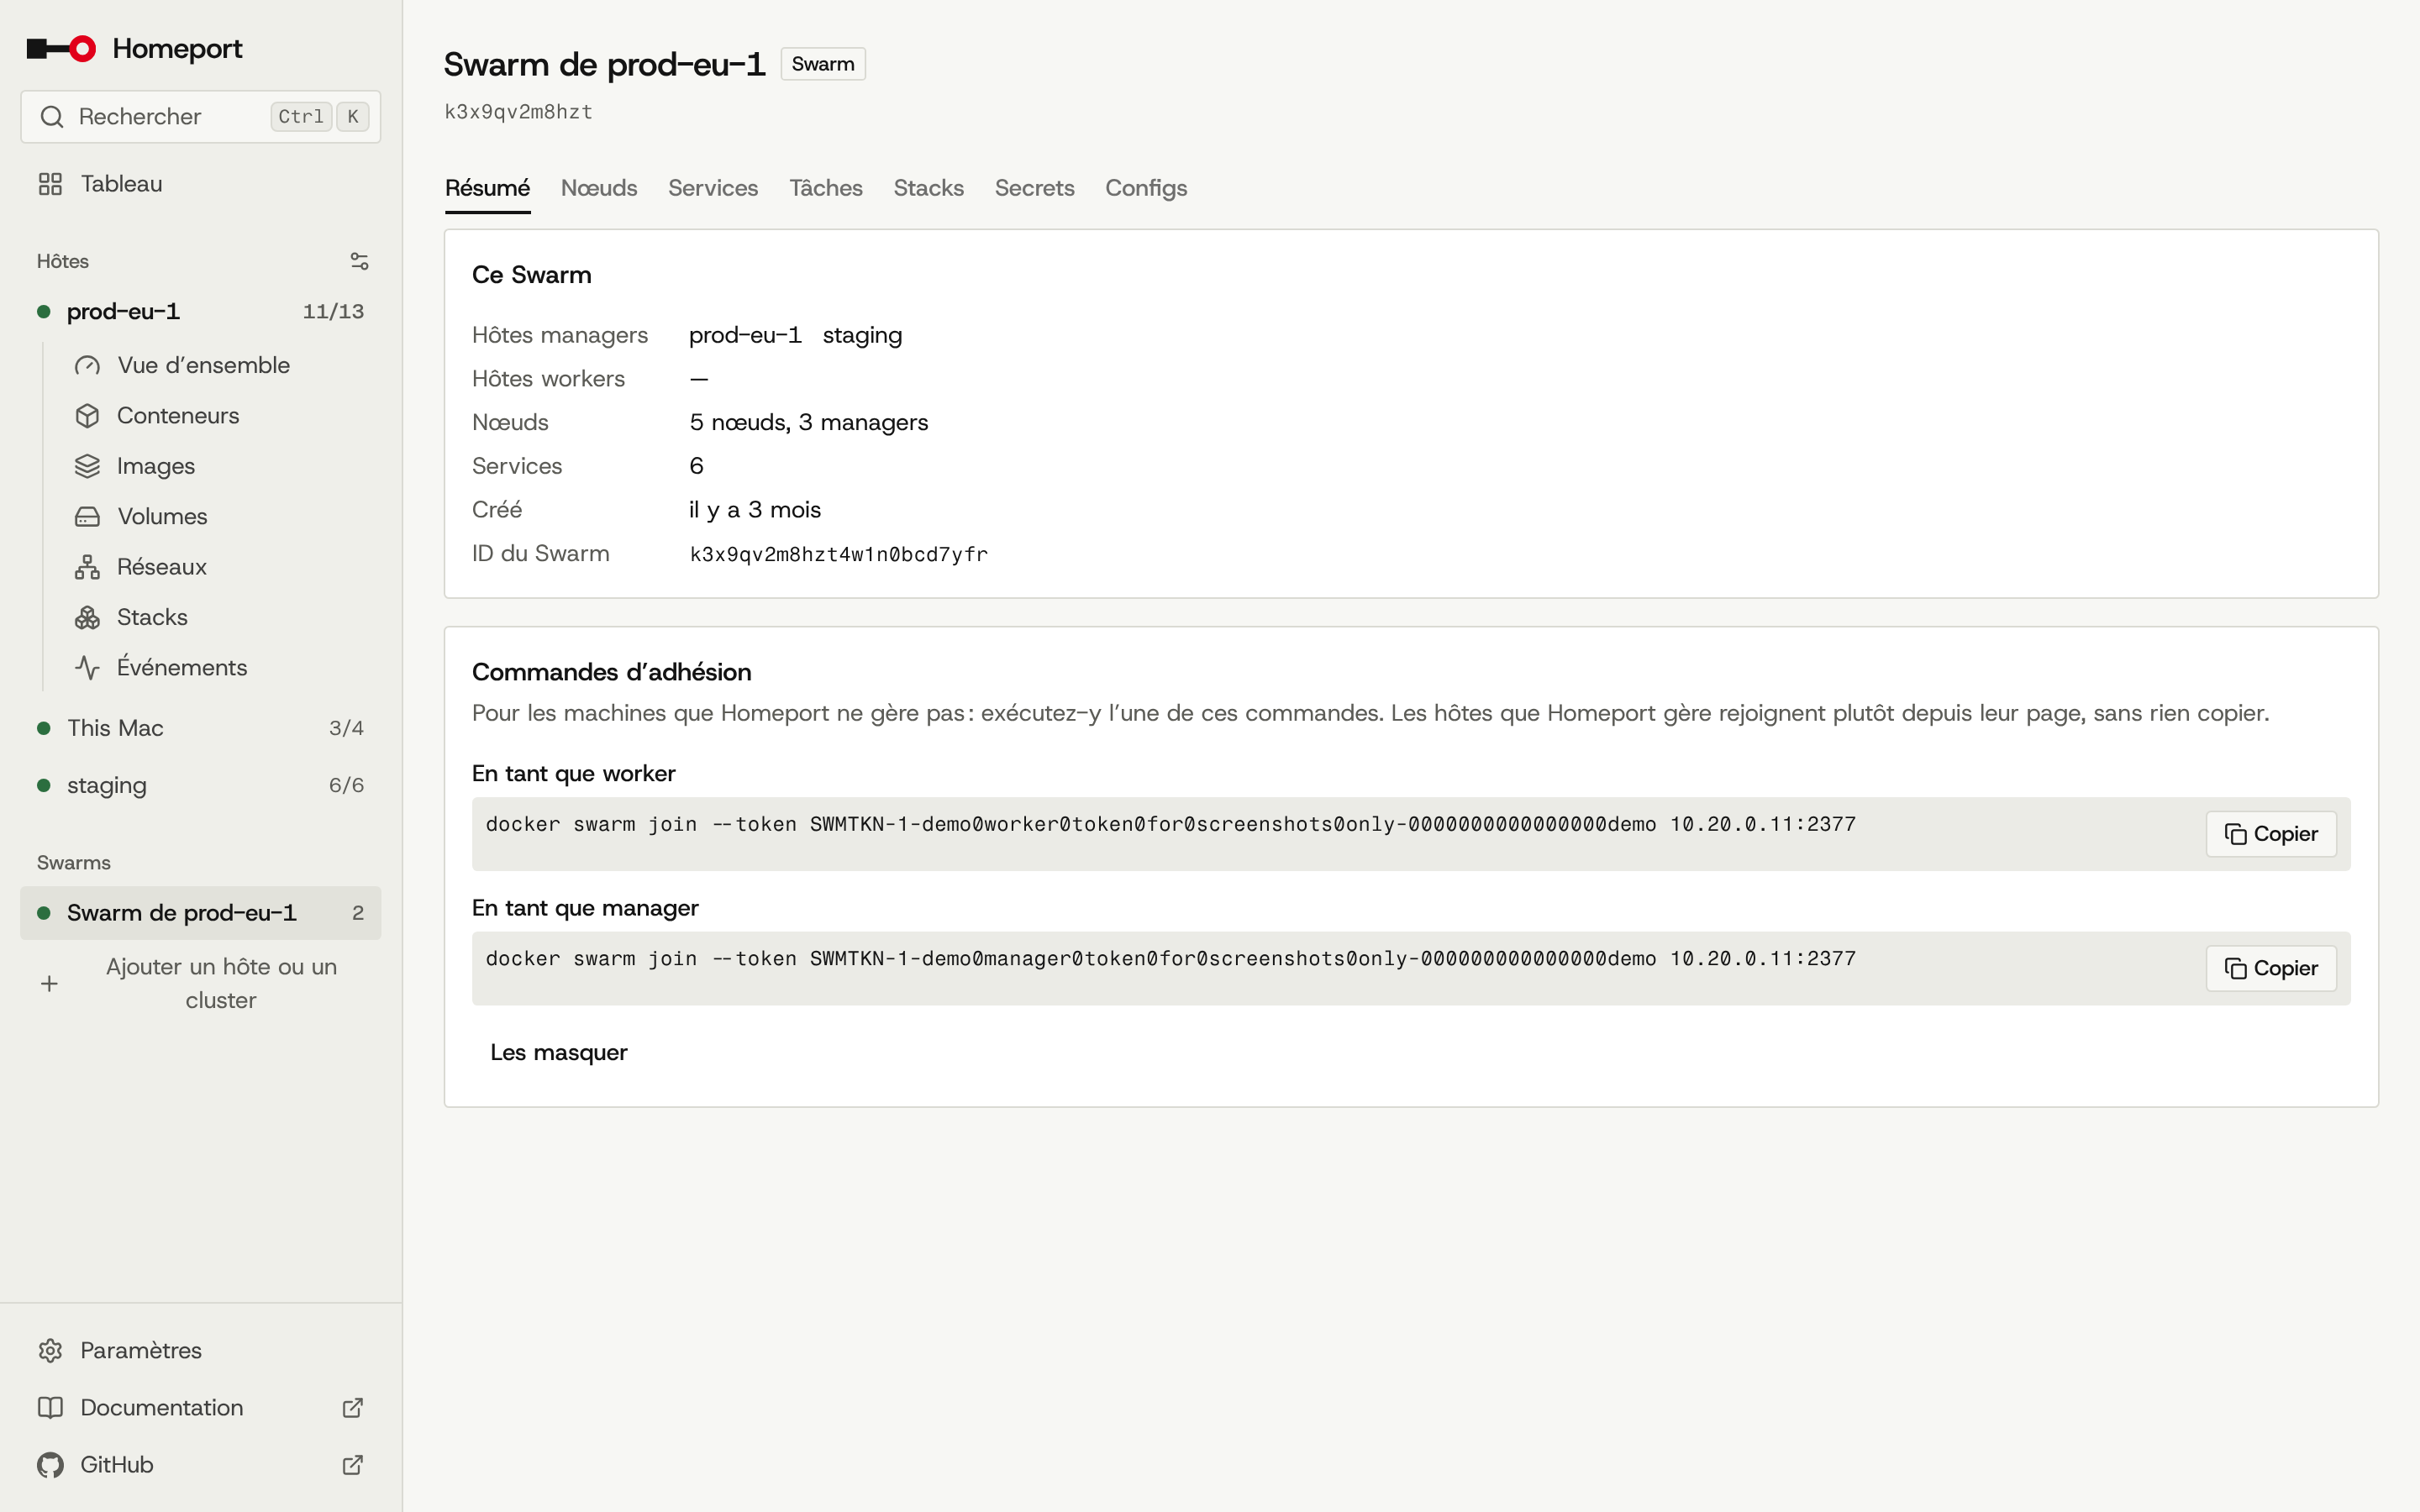 Homeport
Rechercher Ctrl K
Tableau
Hôtes
prod-eu-1 11/13
Vue d’ensemble
Conteneurs
Images
Volumes
Réseaux
Stacks
Événements
This Mac 3/4
staging 6/6
Swarms
Swarm de prod-eu-1 2
Ajouter un hôte ou un
cluster
Paramètres
Documentation
GitHub
Swarm de prod-eu-1 Swarm
k3x9qv2m8hzt
Résumé Nœuds Services Tâches Stacks Secrets Configs
Ce Swarm
Hôtes managers prod-eu-1 staging
Hôtes workers —
Nœuds 5 nœuds, 3 managers
Services 6
Créé il y a 3 mois
ID du Swarm k3x9qv2m8hzt4w1n0bcd7yfr
Commandes d’adhésion
Pour les machines que Homeport ne gère pas : exécutez-y l’une de ces commandes. Les hôtes que Homeport gère rejoignent plutôt depuis leur page, sans rien copier.
En tant que worker
docker swarm join --token SWMTKN-1-demo0worker0token0for0screenshots0only-0000000000000000demo 10.20.0.11:2377
Copier
En tant que manager
docker swarm join --token SWMTKN-1-demo0manager0token0for0screenshots0only-000000000000000demo 10.20.0.11:2377
Copier
Les masquer